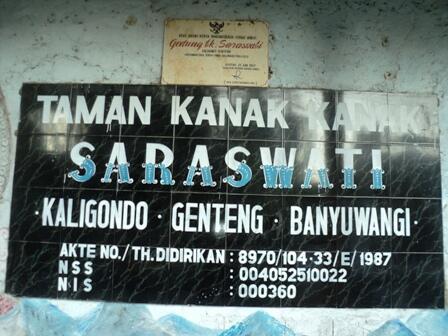 Gedung tk. Saraswati
TAMAN KANAK KANAK
SARASWATI
· KALIGONDO · GENTENG · BANYUWANGI ·
AKTE NO./TH. DIDIRIKAN : 8970/104·33/E/1987
NSS : 004052510022
NIS : 000360